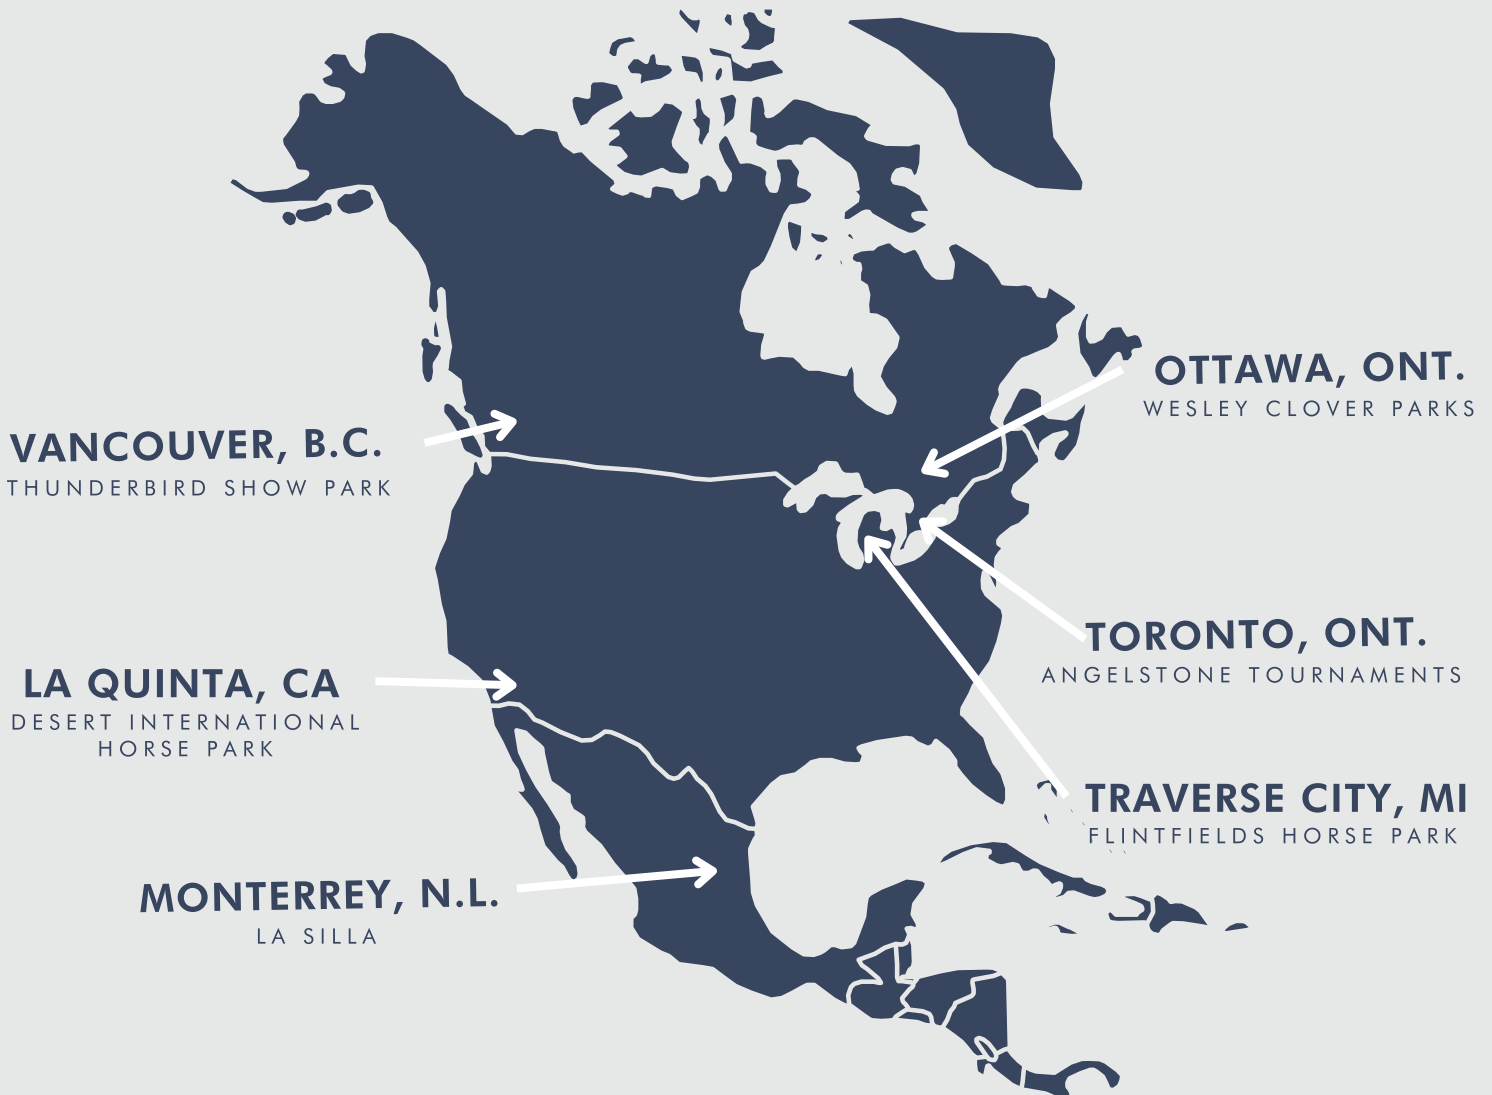 OTTAWA, ONT.
WESLEY CLOVER PARKS
VANCOUVER, B.C.
THUNDERBIRD SHOW PARK
TORONTO, ONT.
ANGELSTONE TOURNAMENTS
LA QUINTA, CA
DESERT INTERNATIONAL
HORSE PARK
TRAVERSE CITY, MI
FLINTFIELDS HORSE PARK
MONTERREY, N.L.
LA SILLA